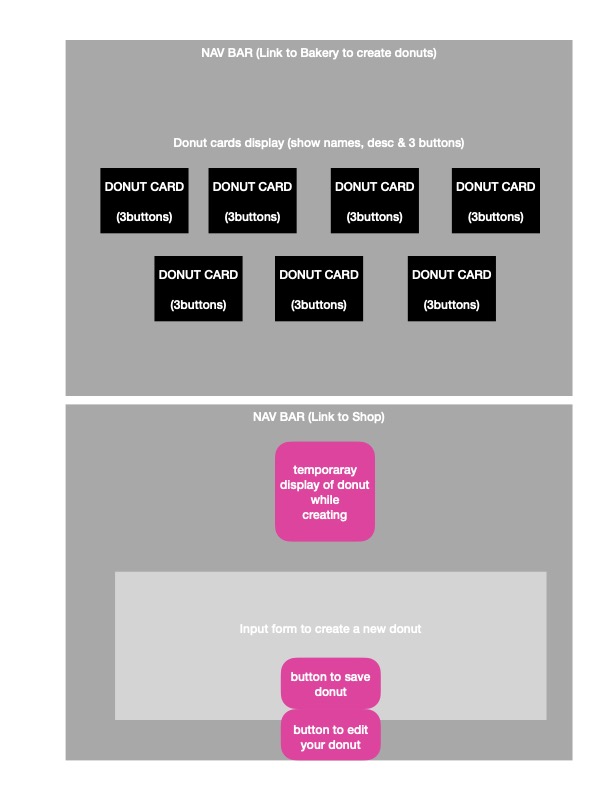 NAV BAR (Link to Bakery to create donuts)
Donut cards display (show names, desc & 3 buttons)
DONUT CARD
(3buttons)
DONUT CARD
(3buttons)
DONUT CARD
(3buttons)
DONUT CARD
(3buttons)
DONUT CARD
(3buttons)
DONUT CARD
(3buttons)
DONUT CARD
(3buttons)
NAV BAR (Link to Shop)
temporaray
display of donut
while
creating
Input form to create a new donut
button to save
donut
button to edit
your donut